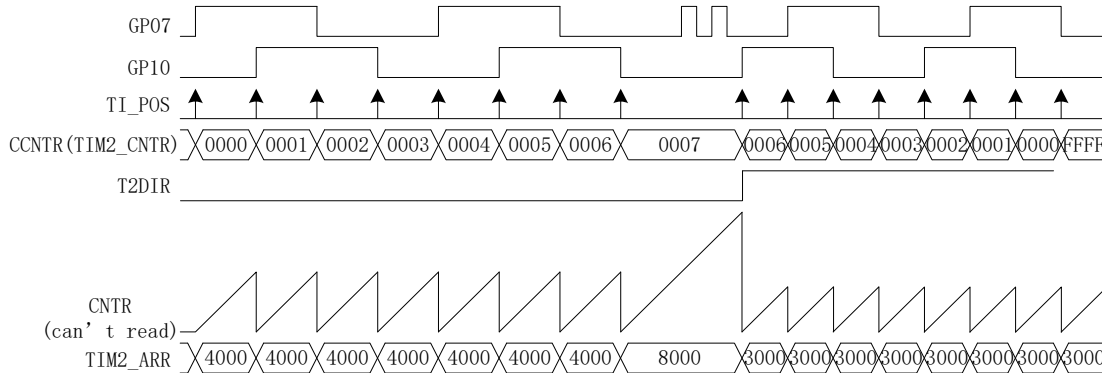 GP07
GP10
TI_POS
CCNTR(TIM2_CNTR) 0000 0001 0002 0003 0004 0005 0006 0007 0006 0005 0004 0003 0002 0001 0000 FFFF
T2DIR
CNTR
(can't read)
TIM2_ARR 4000 4000 4000 4000 4000 4000 4000 8000 3000 3000 3000 3000 3000 3000 3000 3000